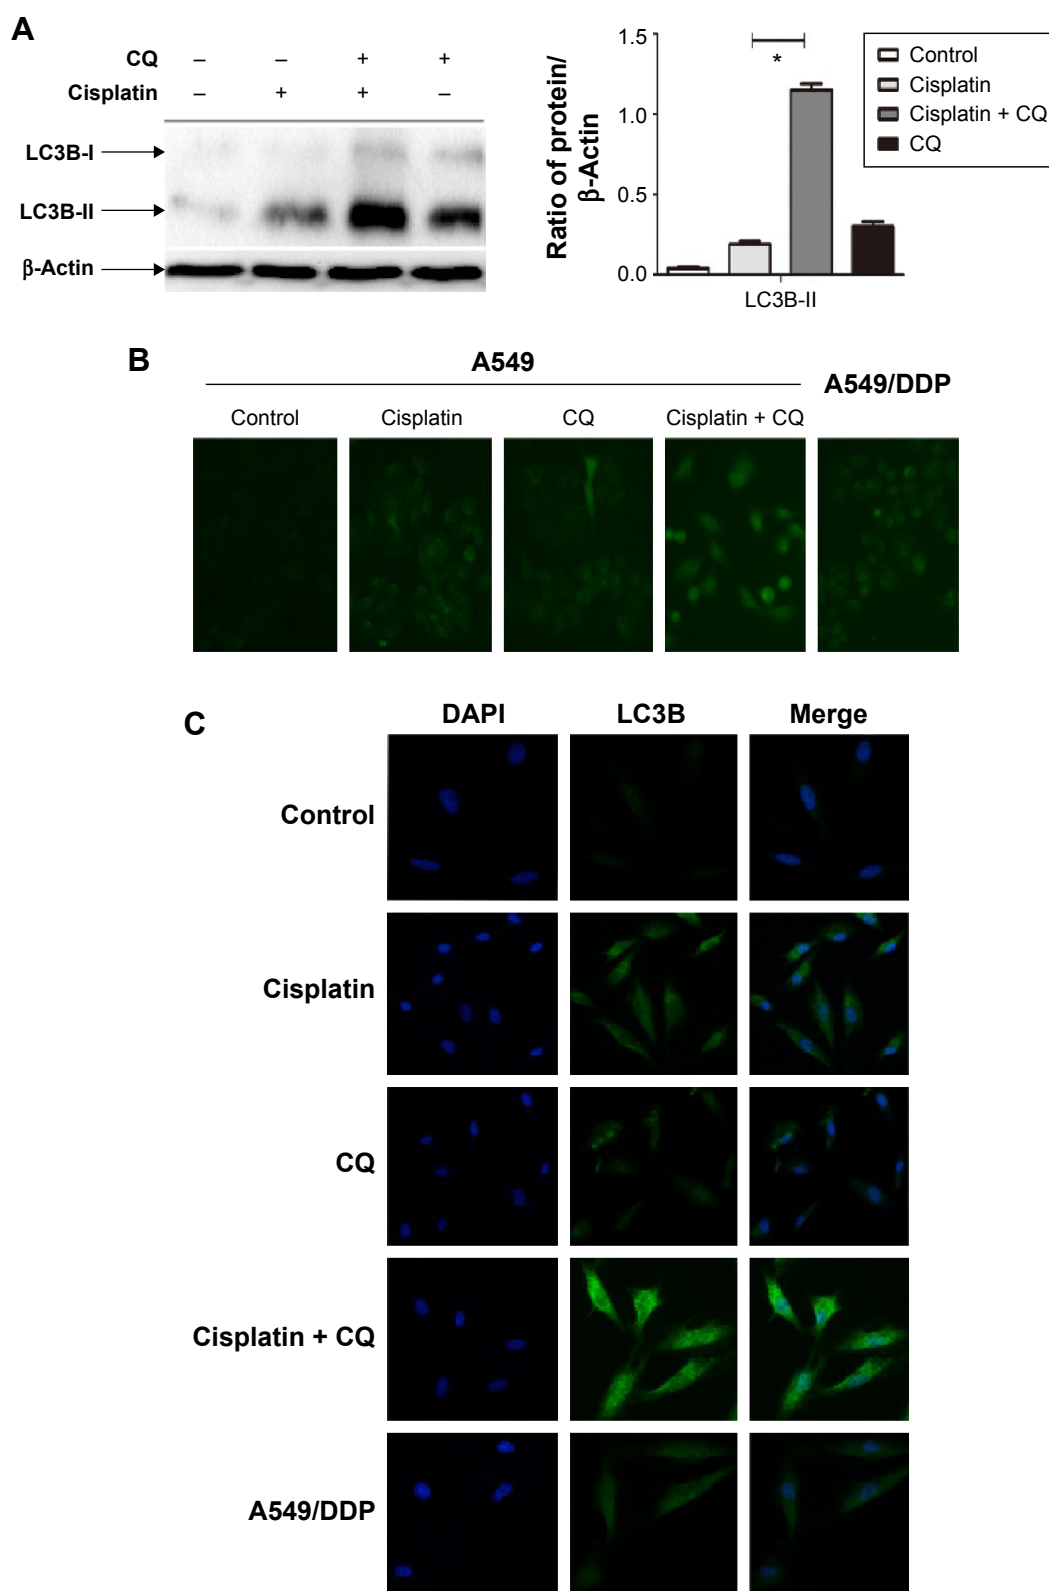 A
CQ – – + +
Cisplatin – + + –
LC3B-I
LC3B-II
β-Actin
Ratio of protein/
β-Actin
1.5
1.0
0.5
0.0
*
LC3B-II
Control
Cisplatin
Cisplatin + CQ
CQ
B
A549
A549/DDP
Control Cisplatin CQ Cisplatin + CQ
C
DAPI LC3B Merge
Control
Cisplatin
CQ
Cisplatin + CQ
A549/DDP